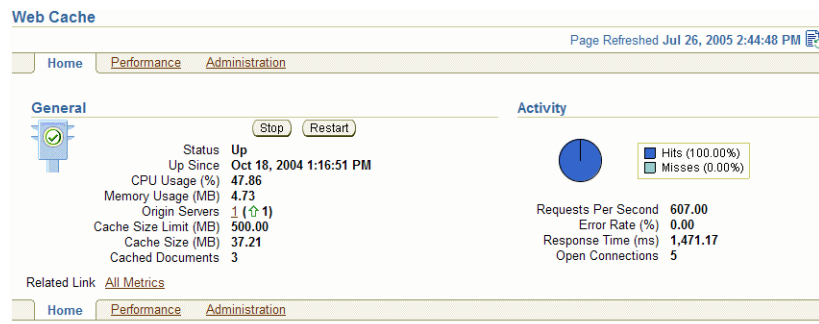 Web Cache
Page Refreshed Jul 26, 2005 2:44:48 PM
Home Performance Administration
General
Stop Restart
Status Up
Up Since Oct 18, 2004 1:16:51 PM
CPU Usage (%) 47.86
Memory Usage (MB) 4.73
Origin Servers 1 (⇧ 1)
Cache Size Limit (MB) 500.00
Cache Size (MB) 37.21
Cached Documents 3
Activity
Hits (100.00%)
Misses (0.00%)
Requests Per Second 607.00
Error Rate (%) 0.00
Response Time (ms) 1,471.17
Open Connections 5
Related Link All Metrics
Home Performance Administration